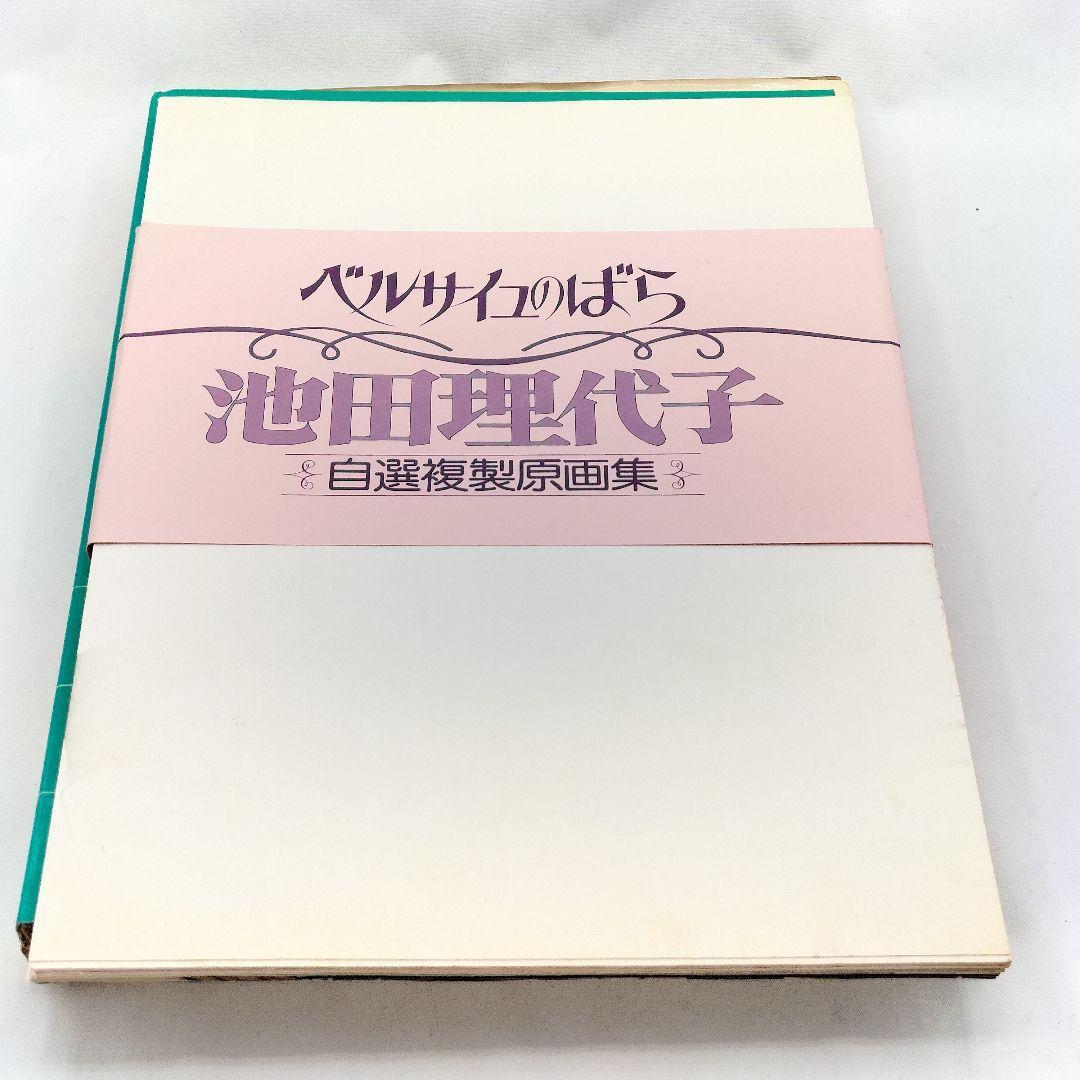 ベルサイユのばら
池田理代子
自選複製原画集